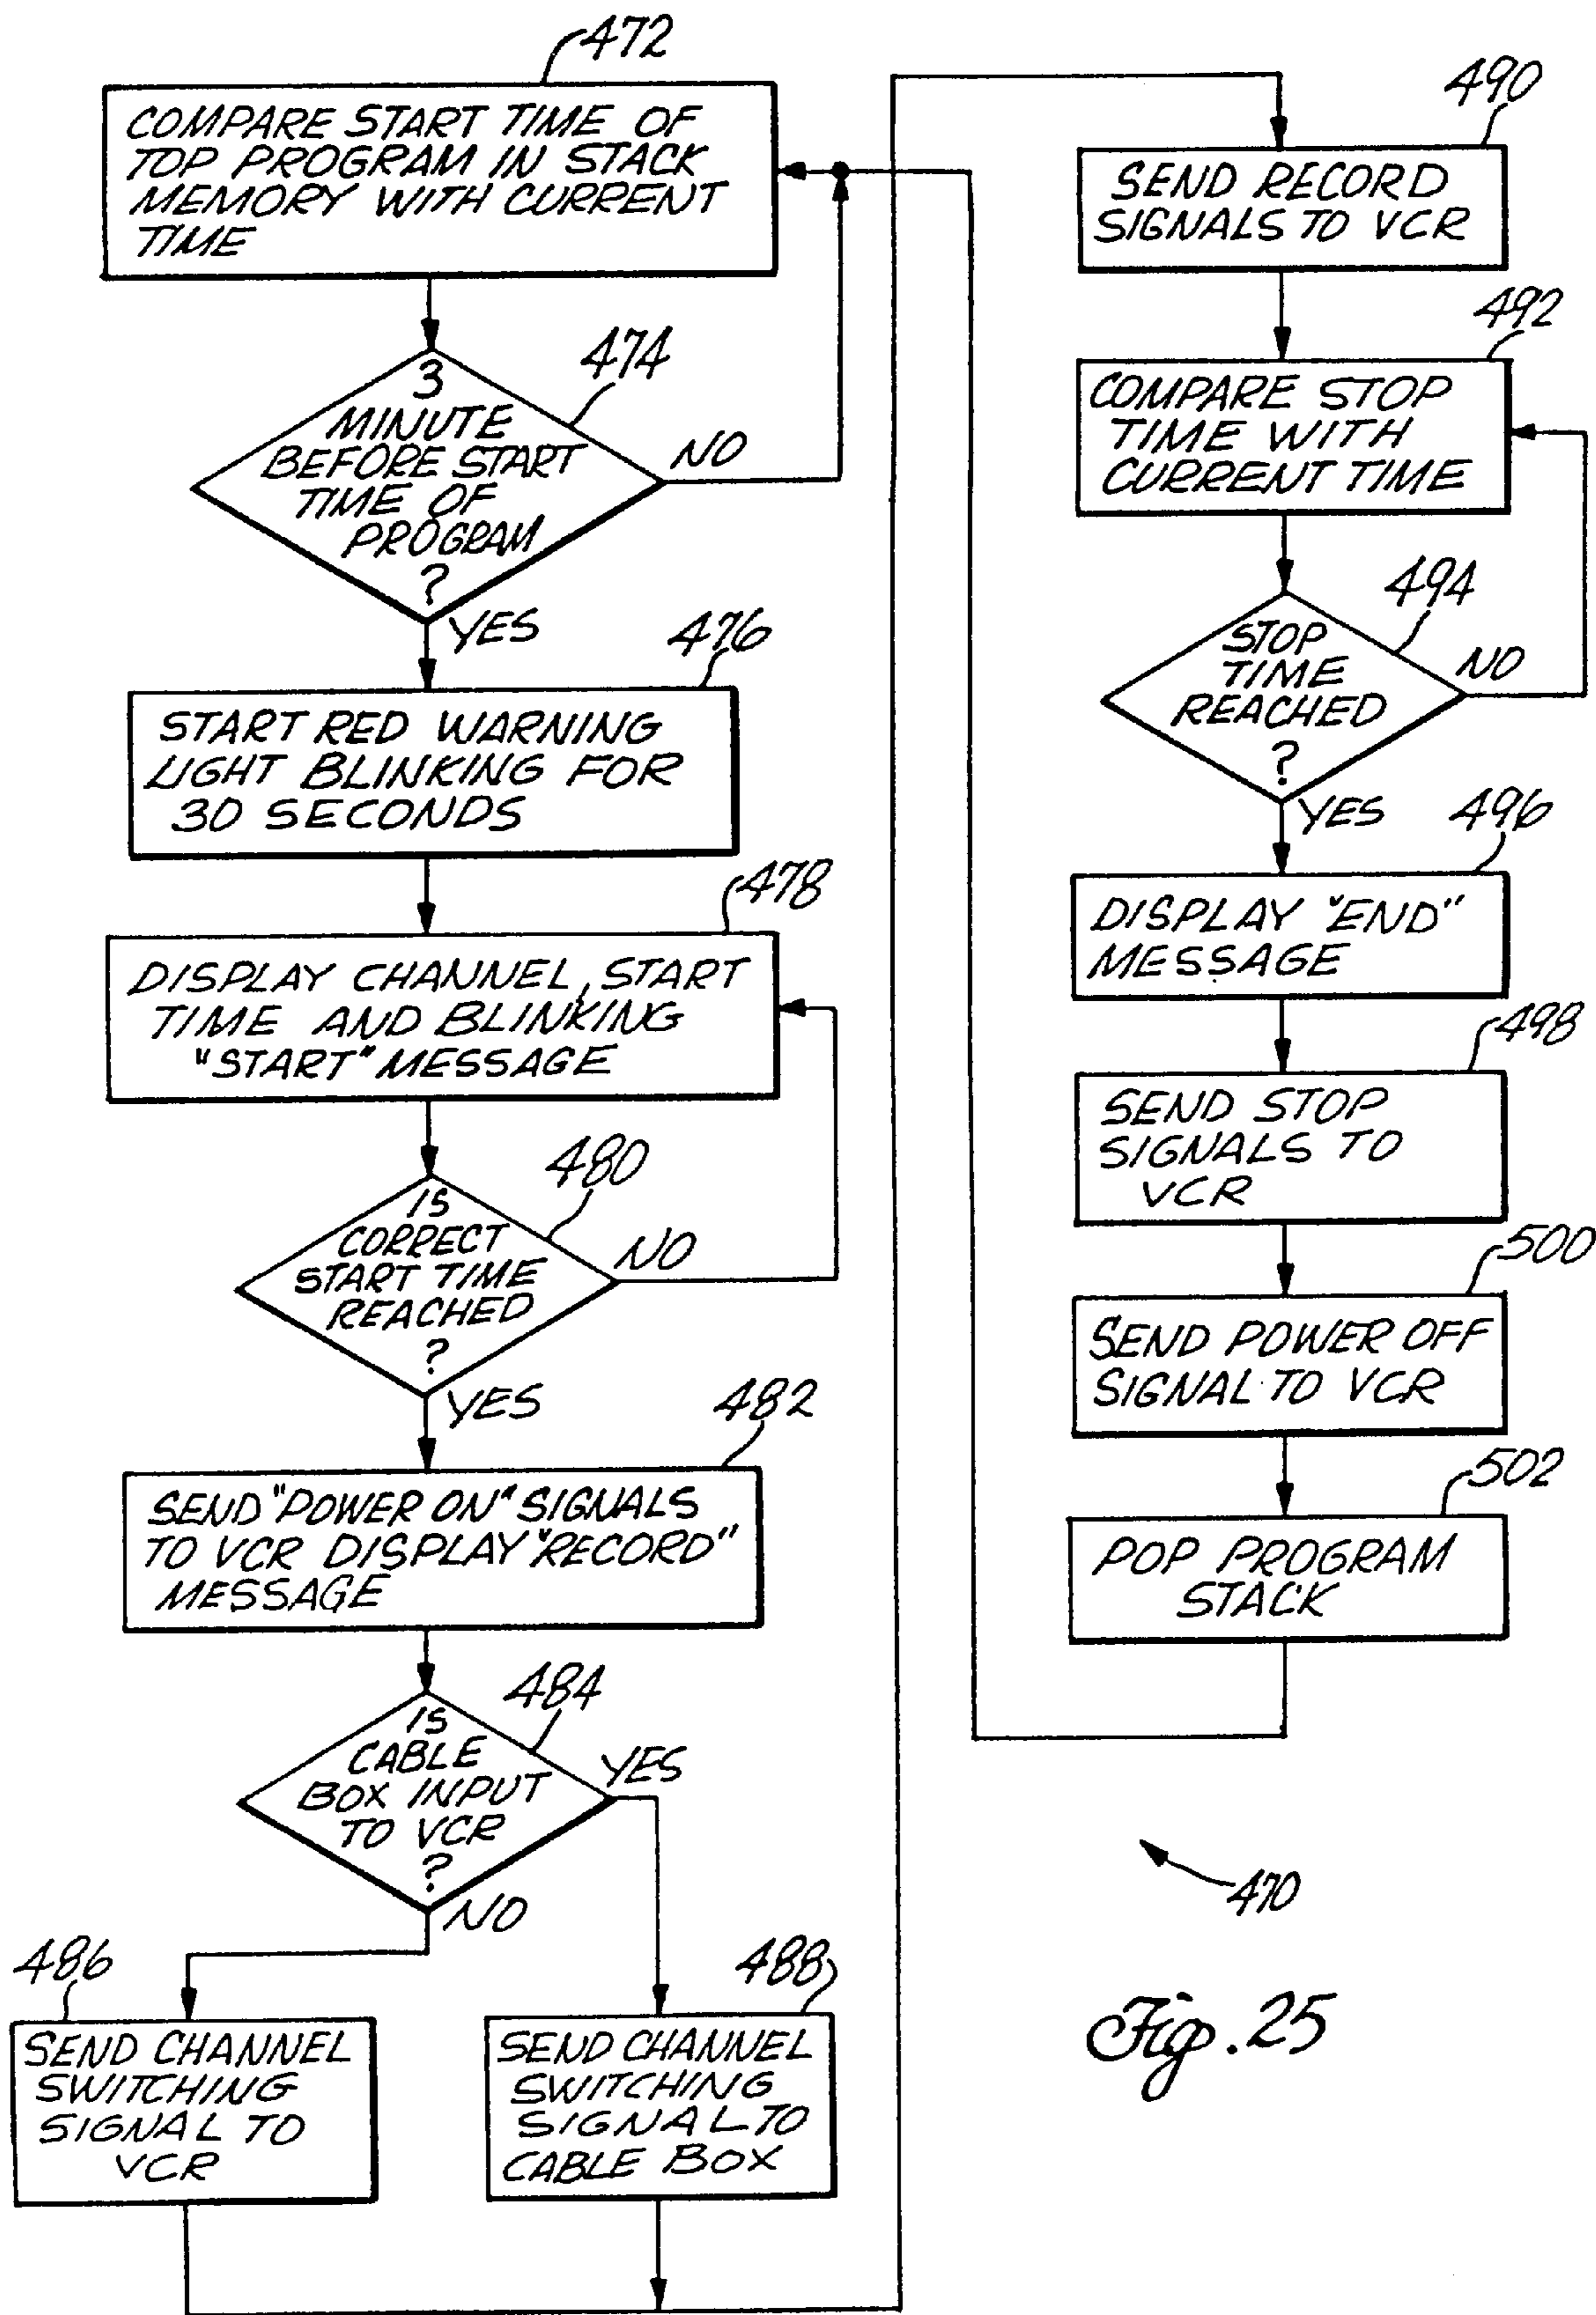 472
COMPARE START TIME OF
TOP PROGRAM IN STACK
MEMORY WITH CURRENT
TIME
474
3
MINUTE
BEFORE START
TIME OF
PROGRAM
?
NO
YES
476
START RED WARNING
LIGHT BLINKING FOR
30 SECONDS
478
DISPLAY CHANNEL, START
TIME AND BLINKING
"START" MESSAGE
480
IS
CORRECT
START TIME
REACHED
?
NO
YES
482
SEND "POWER ON" SIGNALS
TO VCR DISPLAY "RECORD"
MESSAGE
484
IS
CABLE
BOX INPUT
TO VCR
?
YES
NO
486
SEND CHANNEL
SWITCHING
SIGNAL TO
VCR
488
SEND CHANNEL
SWITCHING
SIGNAL TO
CABLE BOX
490
SEND RECORD
SIGNALS TO VCR
492
COMPARE STOP
TIME WITH
CURRENT TIME
494
STOP
TIME
REACHED
?
NO
YES
496
DISPLAY "END"
MESSAGE
498
SEND STOP
SIGNALS TO
VCR
500
SEND POWER OFF
SIGNAL TO VCR
502
POP PROGRAM
STACK
470
Fig. 25